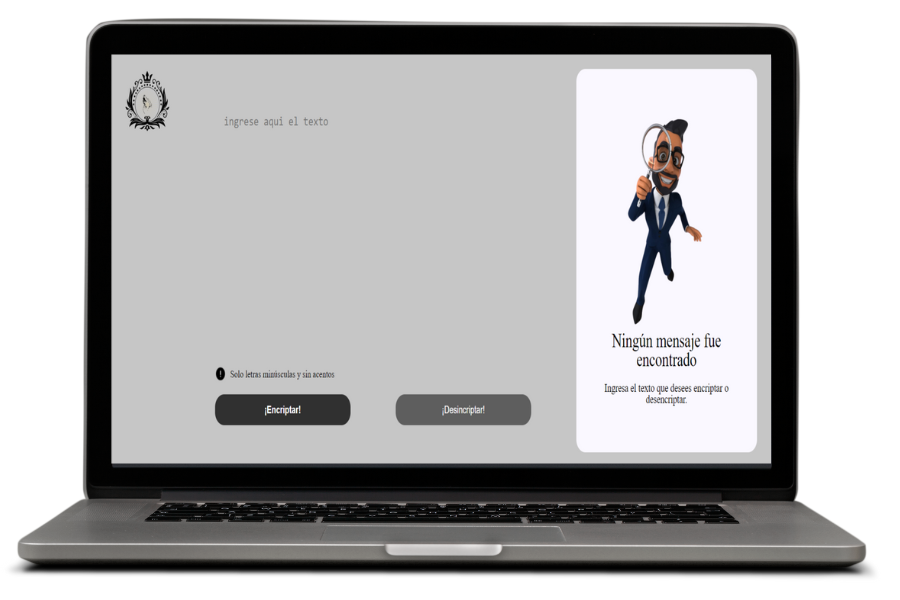 ingrese aquí el texto
Solo letras minúsculas y sin acentos
¡Encriptar!
¡Desincriptar!
Ningún mensaje fue
encontrado
Ingresa el texto que desees encriptar o
desencriptar.